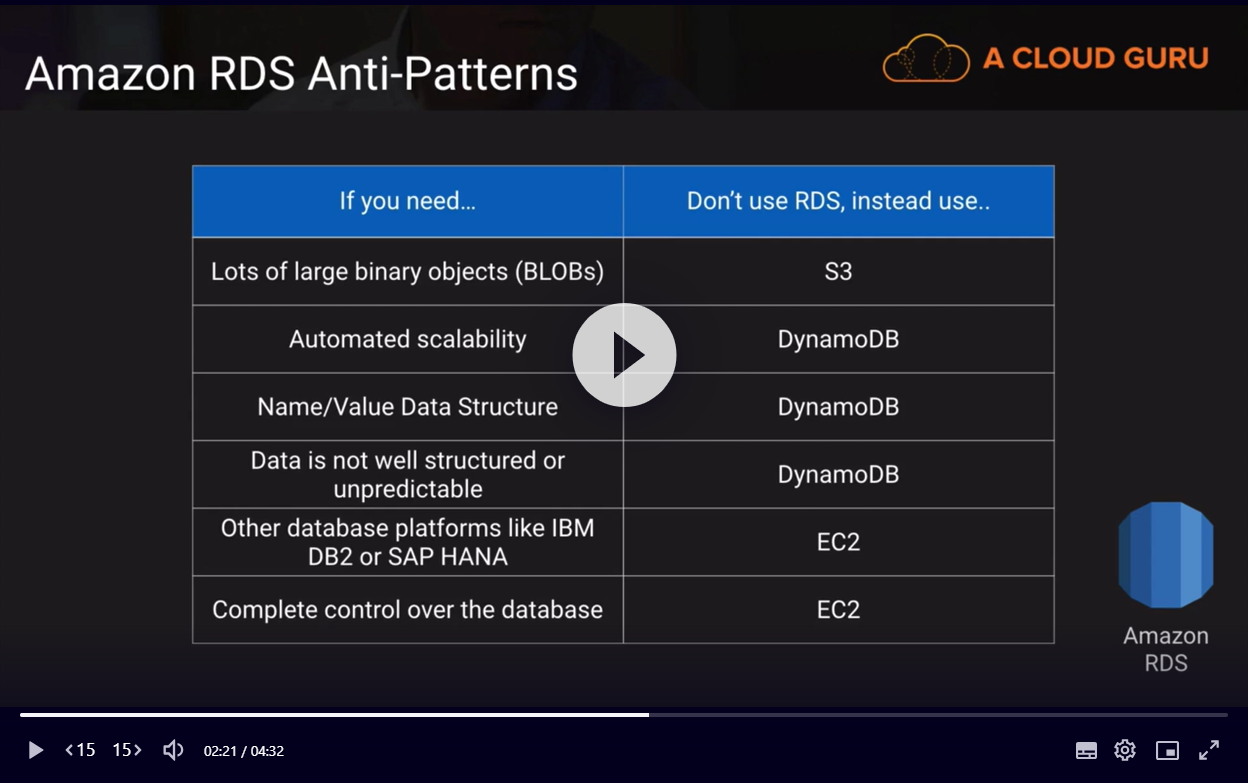 Amazon RDS Anti-Patterns
A CLOUD GURU
If you need…
Don't use RDS, instead use..
Lots of large binary objects (BLOBs)
S3
Automated scalability
DynamoDB
Name/Value Data Structure
DynamoDB
Data is not well structured or
unpredictable
DynamoDB
Other database platforms like IBM
DB2 or SAP HANA
EC2
Complete control over the database
EC2
Amazon
RDS
15
15
02:21 / 04:32